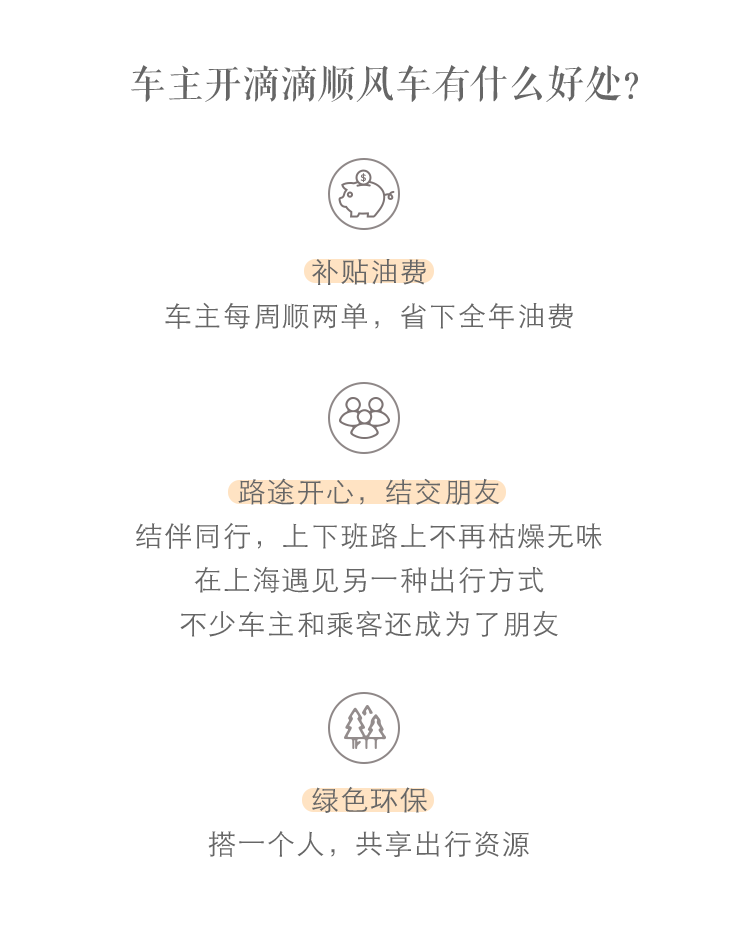 车主开滴滴顺风车有什么好处?
$
补贴油费
车主每周顺两单，省下全年油费
路途开心，结交朋友
结伴同行，上下班路上不再枯燥无味
在上海遇见另一种出行方式
不少车主和乘客还成为了朋友
绿色环保
搭一个人，共享出行资源